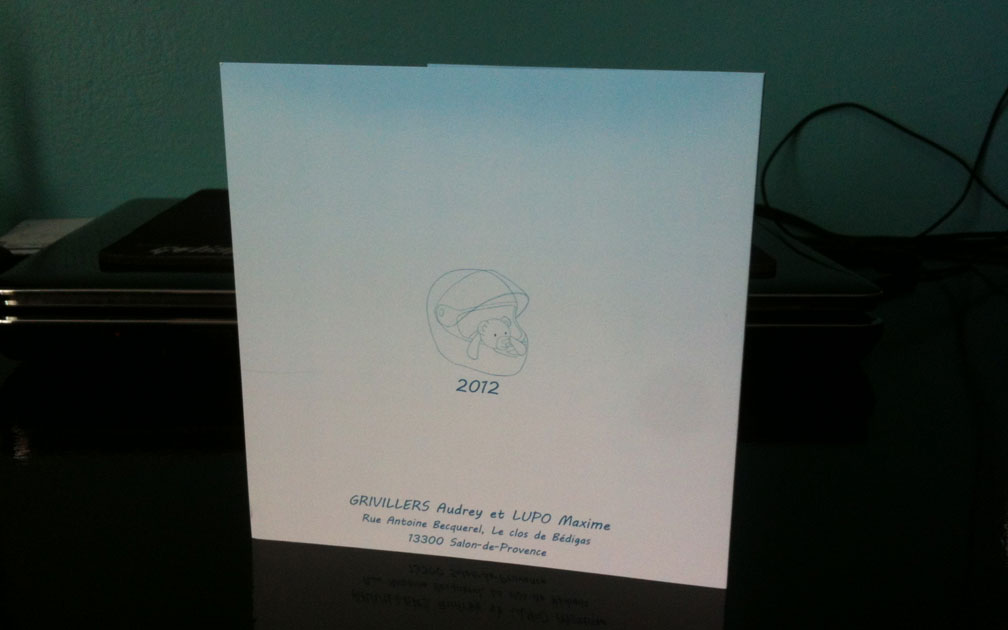 2012
GRIVILLERS Audrey et LUPO Maxime
Rue Antoine Becquerel, Le clos de Bédigas
13300 Salon-de-Provence